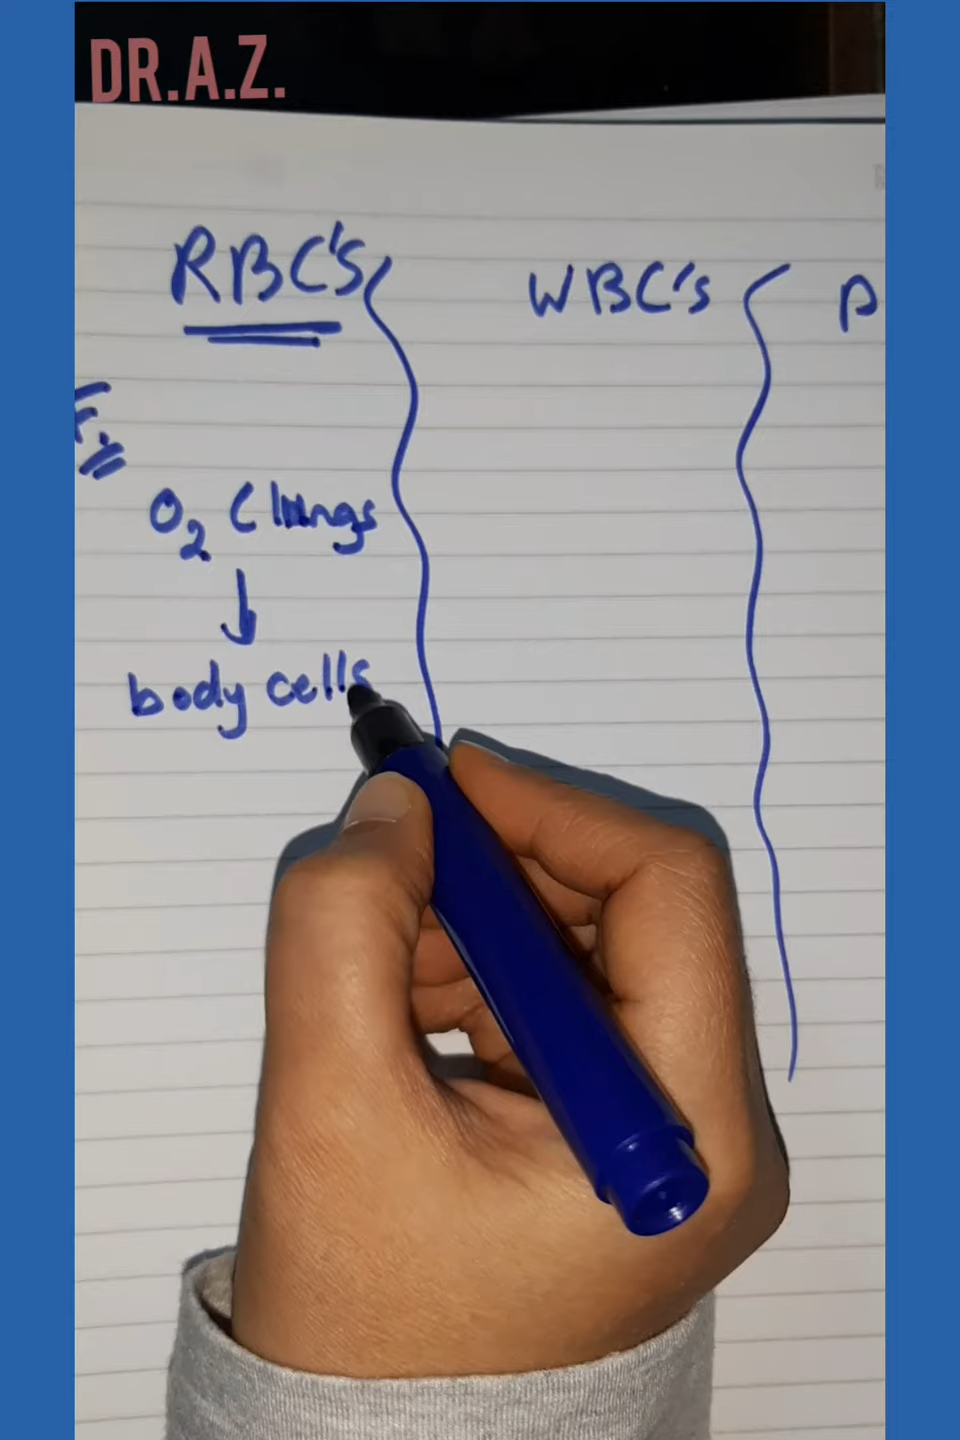 DR.A.Z.
RBC's WBC's P
F.
O₂ ( lungs
↓
body cells